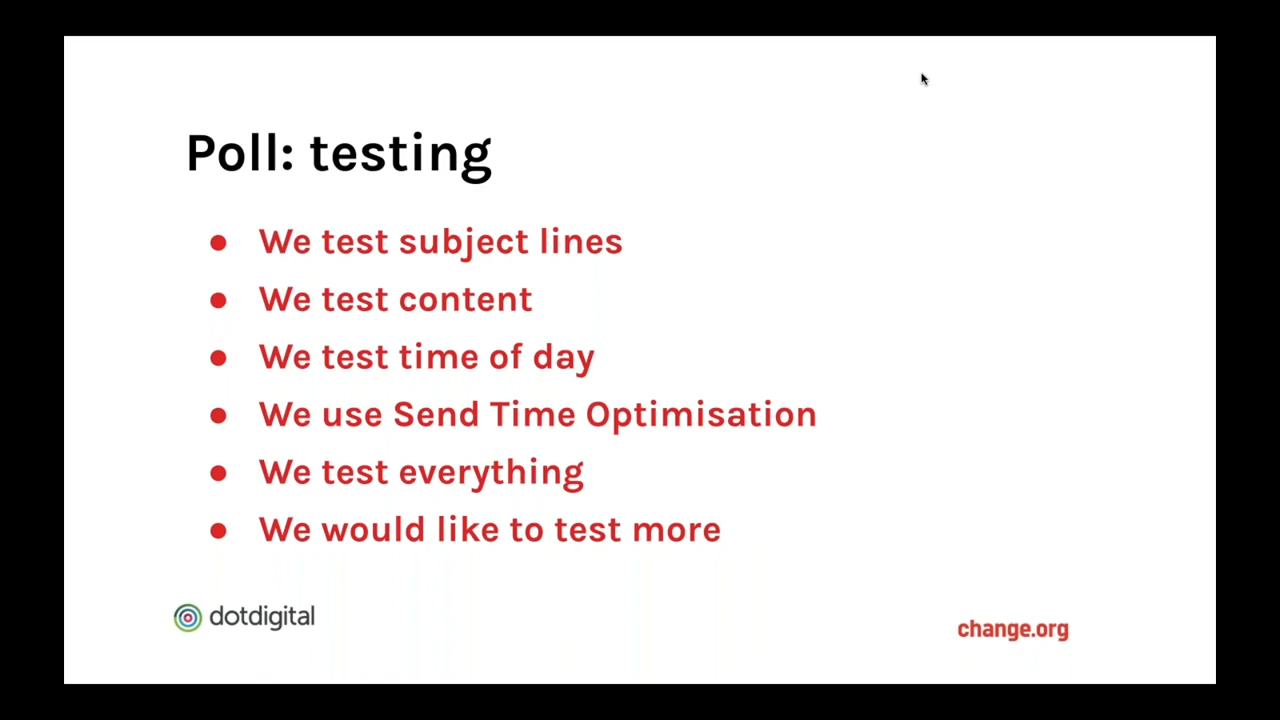 Poll: testing
● We test subject lines
● We test content
● We test time of day
● We use Send Time Optimisation
● We test everything
● We would like to test more
dotdigital
change.org